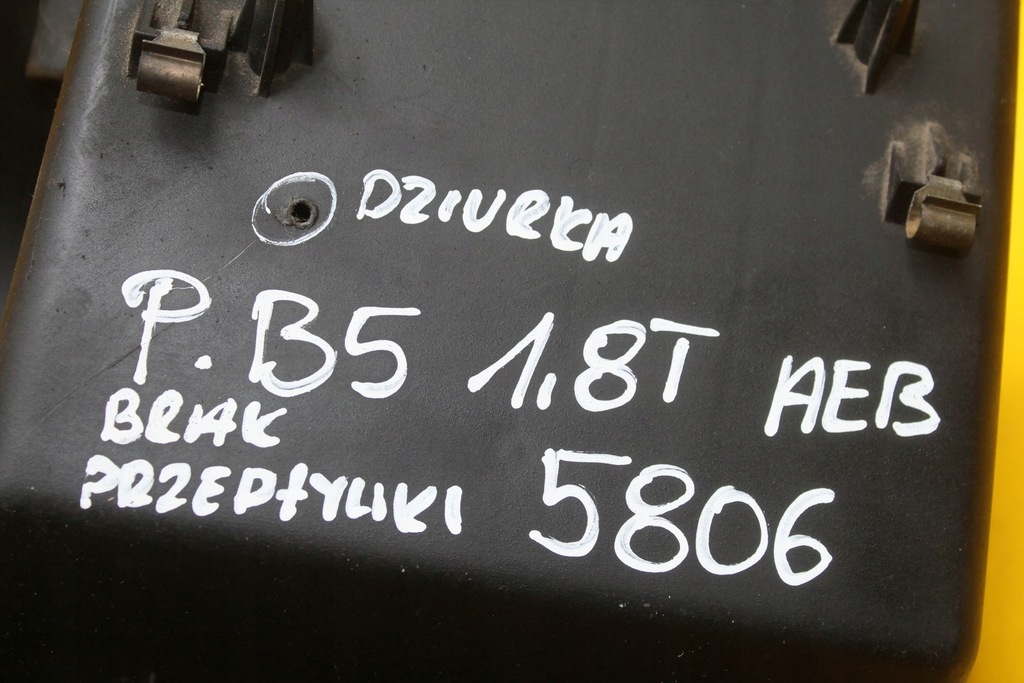 DZIURKA
P. B5 1,8T AEB
BRAK
PRZEPŁYWKI 5806